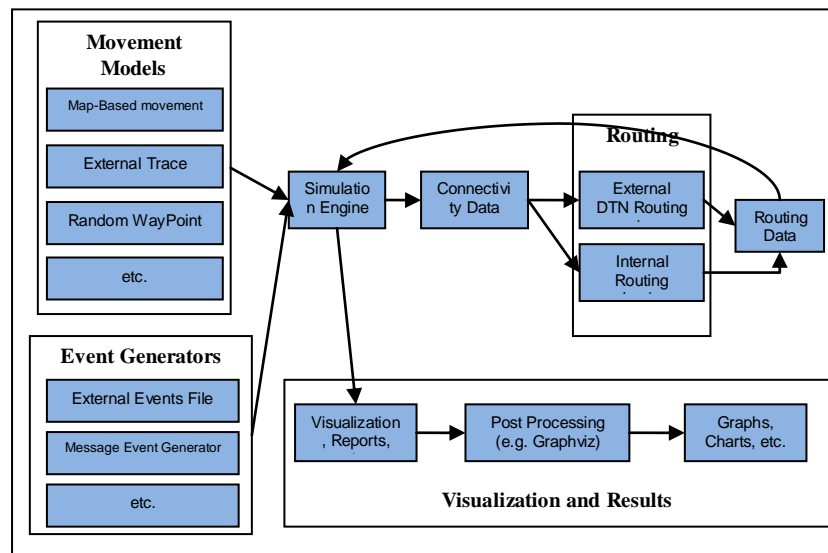 Movement
Models
Map-Based movement
External Trace
Random WayPoint
etc.
Event Generators
External Events File
Message Event Generator
etc.
Simulatio
n Engine
Connectivi
ty Data
Routing
External
DTN Routing
Internal
Routing
Routing
Data
Visualization
, Reports,
Post Processing
(e.g. Graphviz)
Graphs,
Charts, etc.
Visualization and Results